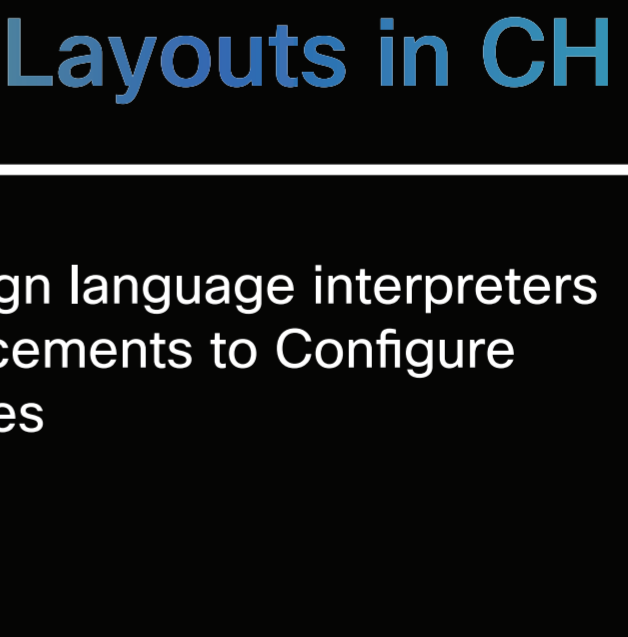 Layouts in CH
gn language interpreters
cements to Configure
es